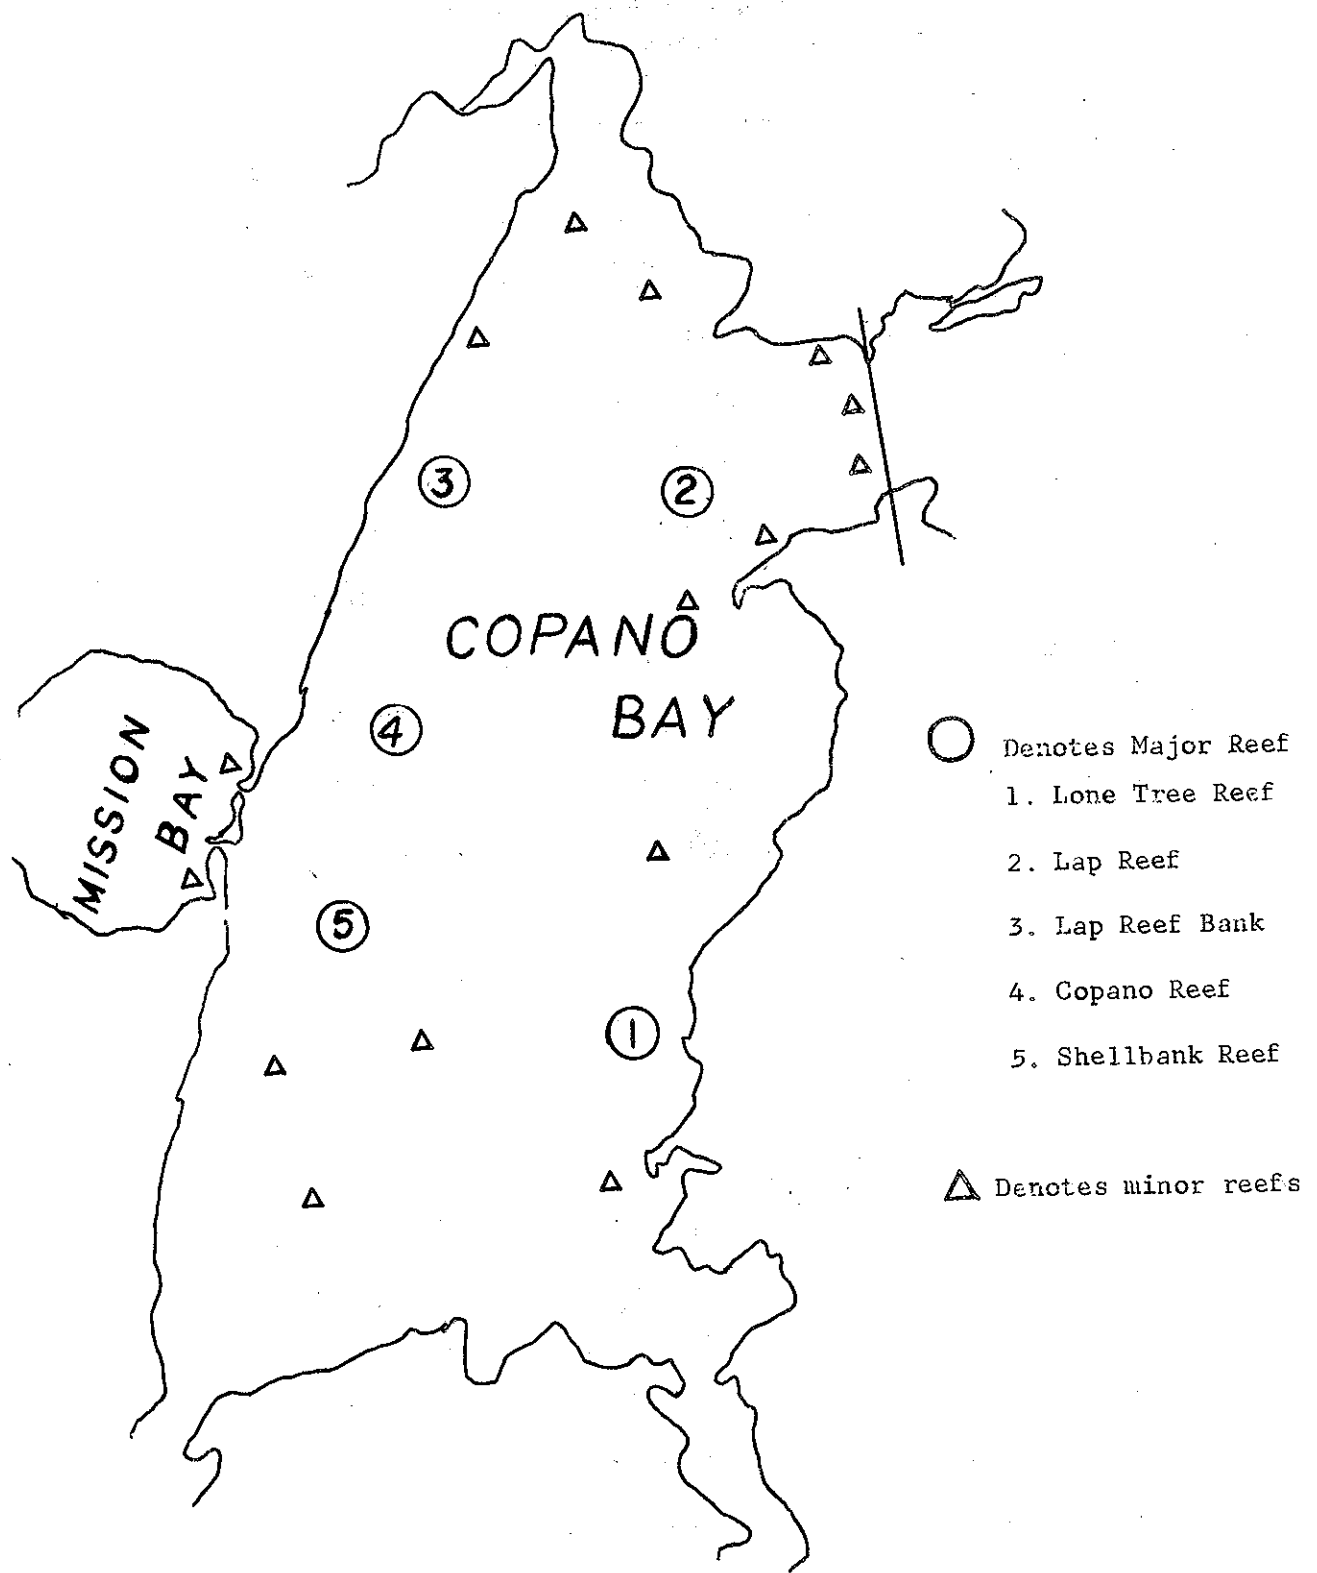 3
2
COPANO
BAY
4
MISSION
BAY
5
1
Denotes Major Reef
1. Lone Tree Reef
2. Lap Reef
3. Lap Reef Bank
4. Copano Reef
5. Shellbank Reef
Denotes minor reefs